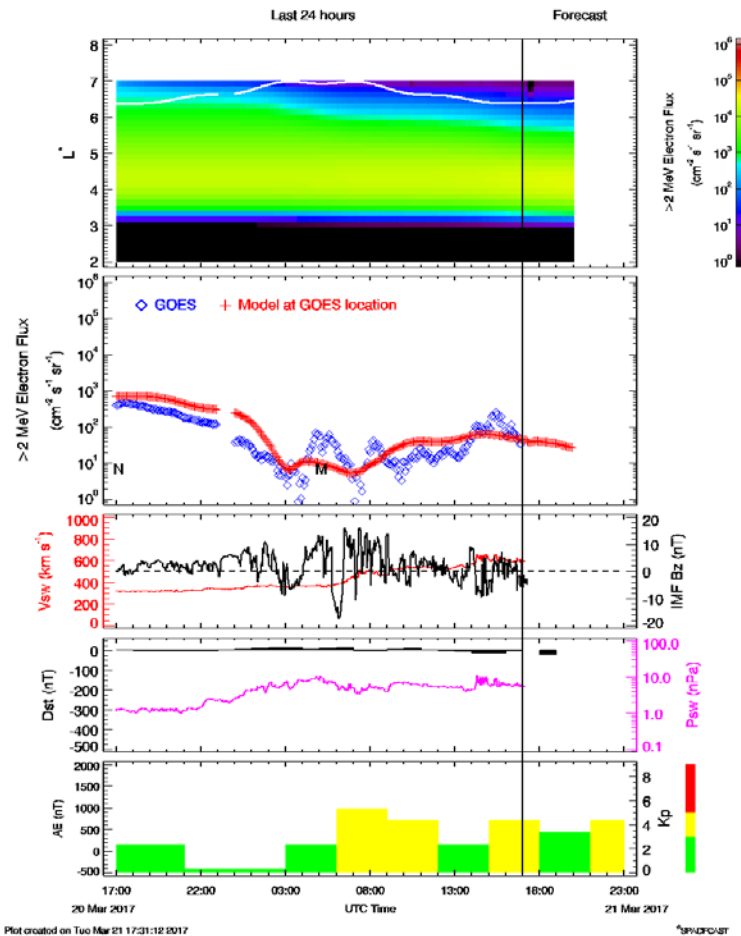 Last 24 hours
Forecast
8
7
6
5
4
3
2
L*
10^6
10^5
10^4
10^3
10^2
10^1
10^0
>2 MeV Electron Flux
(cm^-2 s^-1 sr^-1)
10^6
10^5
10^4
10^3
10^2
10^1
10^0
>2 MeV Electron Flux
(cm^-2 s^-1 sr^-1)
GOES
Model at GOES location
N
M
1000
800
600
400
200
0
Vsw (km s^-1)
20
10
0
-10
-20
IMF Bz (nT)
0
-100
-200
-300
-400
-500
Dst (nT)
100.0
10.0
1.0
0.1
Psw (nPa)
2000
1500
1000
500
0
-500
AE (nT)
8
6
4
2
0
Kp
17:00
22:00
03:00
08:00
13:00
18:00
23:00
20 Mar 2017
UTC Time
21 Mar 2017
Plot created on Tue Mar 21 17:31:12 2017
SPACECAST